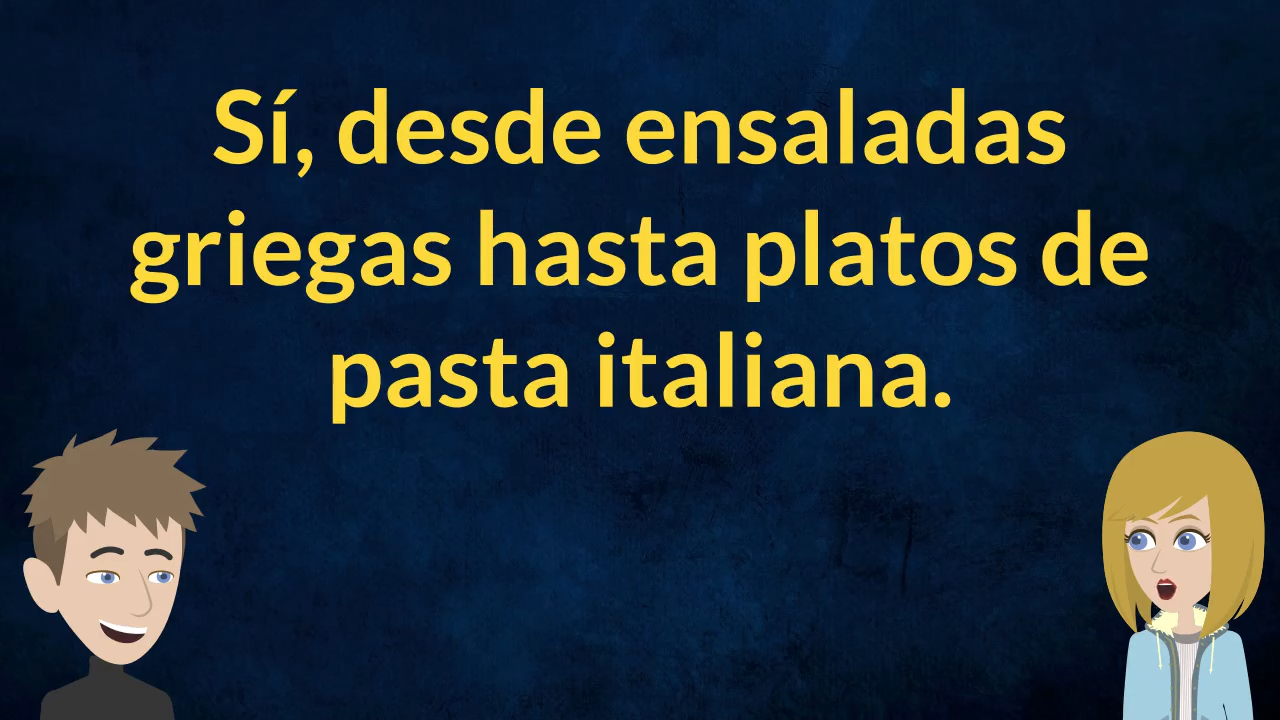 Sí, desde ensaladas
griegas hasta platos de
pasta italiana.